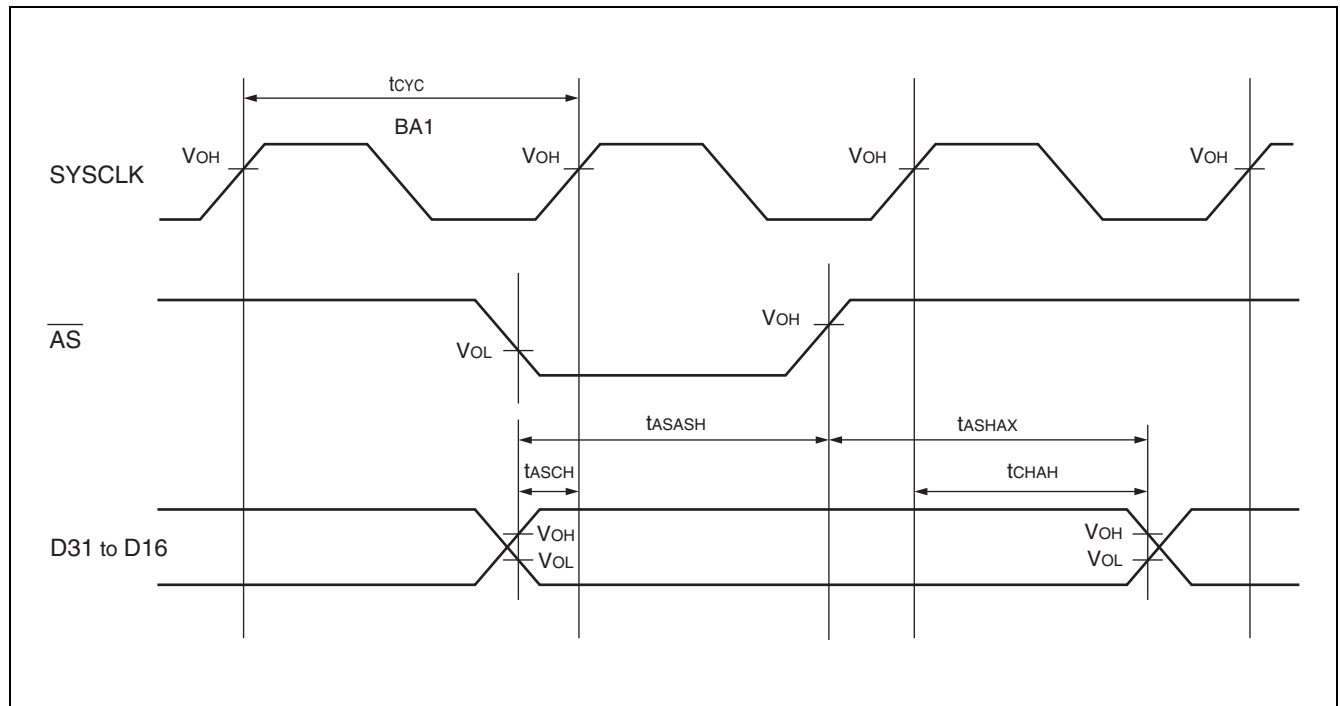 tCYC
BA1
VOH
VOH
VOH
VOH
SYSCLK
VOH
AS
VOL
tASASH
tASHAX
tASCH
tCHAH
VOH
VOH
D31 to D16
VOL
VOL